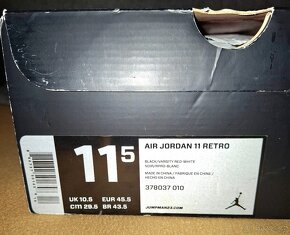 11 5
AIR JORDAN 11 RETRO
BLACK/VARSITY RED-WHITE
NOIR/RPRO-BLANC
MADE IN CHINA / FABRIQUE EN CHINE /
HECHO EN CHINA
378037 010
UK 10.5 EUR 45.5
CM 29.5 BR 43.5
JUMPMAN23.COM